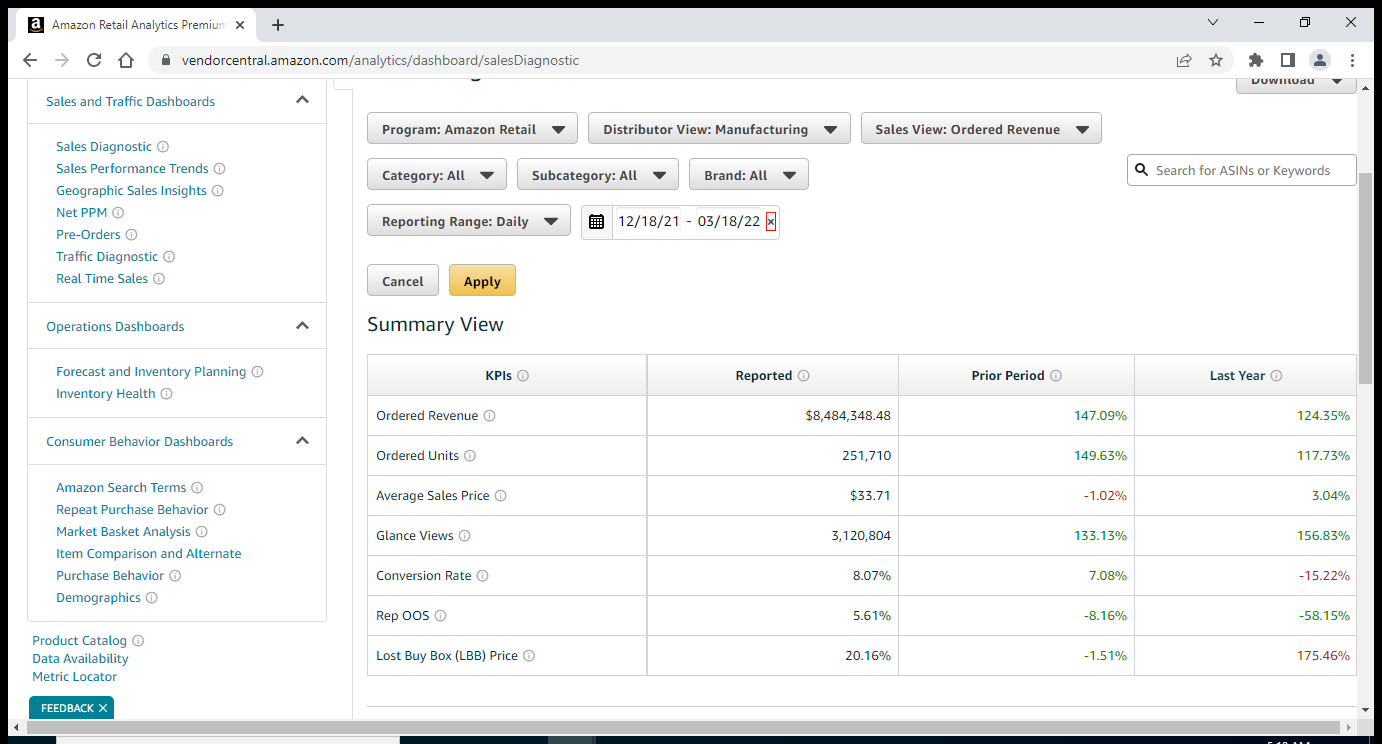 Amazon Retail Analytics Premium
vendorcentral.amazon.com/analytics/dashboard/salesDiagnostic
Download
Sales and Traffic Dashboards
Sales Diagnostic
Sales Performance Trends
Geographic Sales Insights
Net PPM
Pre-Orders
Traffic Diagnostic
Real Time Sales
Operations Dashboards
Forecast and Inventory Planning
Inventory Health
Consumer Behavior Dashboards
Amazon Search Terms
Repeat Purchase Behavior
Market Basket Analysis
Item Comparison and Alternate
Purchase Behavior
Demographics
Product Catalog
Data Availability
Metric Locator
FEEDBACK X
Program: Amazon Retail Distributor View: Manufacturing Sales View: Ordered Revenue
Category: All Subcategory: All Brand: All
Search for ASINs or Keywords
Reporting Range: Daily 12/18/21 - 03/18/22 x
Cancel Apply
Summary View
KPIs Reported Prior Period Last Year
Ordered Revenue $8,484,348.48 147.09% 124.35%
Ordered Units 251,710 149.63% 117.73%
Average Sales Price $33.71 -1.02% 3.04%
Glance Views 3,120,804 133.13% 156.83%
Conversion Rate 8.07% 7.08% -15.22%
Rep OOS 5.61% -8.16% -58.15%
Lost Buy Box (LBB) Price 20.16% -1.51% 175.46%